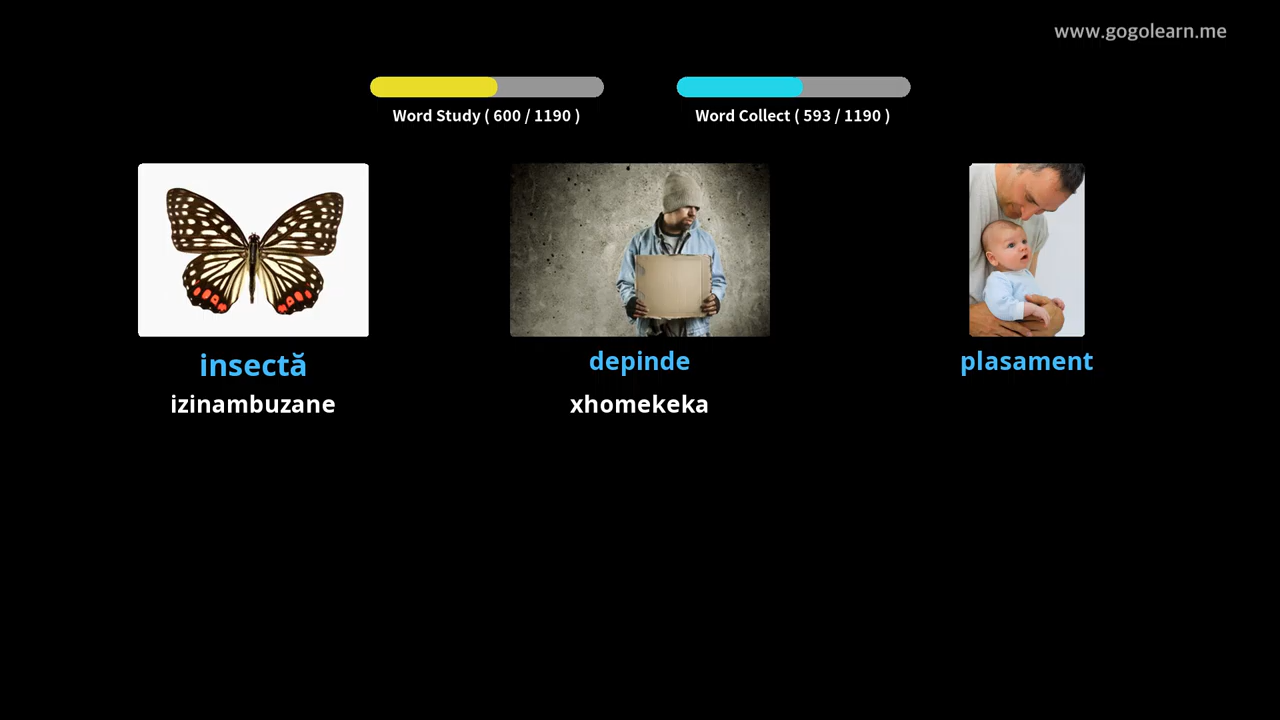 www.gogolearn.me
Word Study ( 600 / 1190 )
Word Collect ( 593 / 1190 )
insectă
depinde
plasament
izinambuzane
xhomekeka